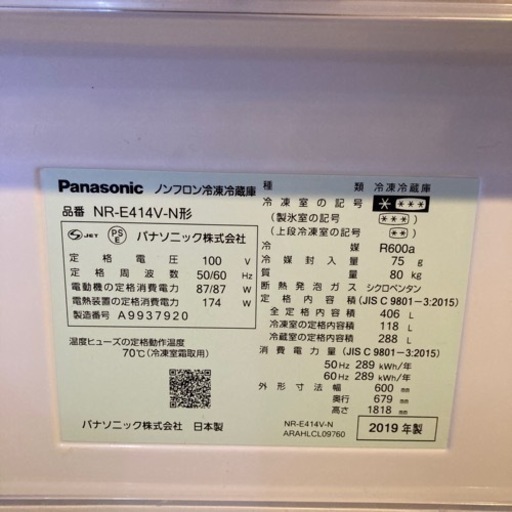 Panasonic ノンフロン冷凍冷蔵庫
品番 NR-E414V-N形
S JET PS E パナソニック株式会社
定格電圧 100 V
定格周波数 50/60 Hz
電動機の定格消費電力 87/87 W
電熱装置の定格消費電力 174 W
製造番号 A9937920
温度ヒューズの定格動作温度
70℃(冷凍室霜取用)
パナソニック株式会社 日本製
種類 冷凍冷蔵庫
冷凍室の記号 * ***
(製氷室の記号 **)
(上段冷凍室の記号 **)
冷媒 R600a
冷媒封入量 75 g
質量 80 kg
断熱発泡ガス シクロペンタン
定格内容積 (JIS C 9801-3:2015)
全定格内容積 406 L
冷凍室の定格内容積 118 L
冷蔵室の定格内容積 288 L
消費電力量 (JIS C 9801-3:2015)
50 Hz 289 kWh/年
60 Hz 289 kWh/年
外形寸法 幅 600 mm
奥行 679 mm
高さ 1818 mm
NR-E414V-N
ARAHLCL09760
2019年製